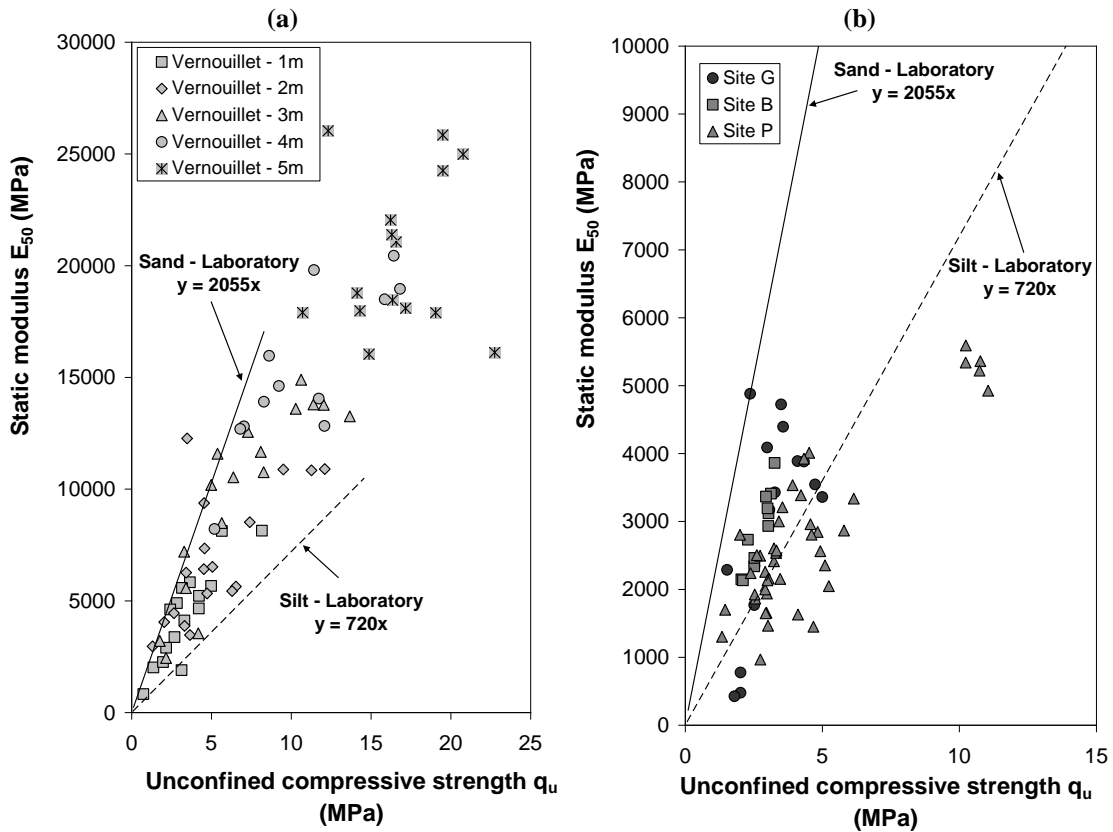 (a)
30000
25000
20000
15000
10000
5000
0
Static modulus E50 (MPa)
Vernouillet - 1m
Vernouillet - 2m
Vernouillet - 3m
Vernouillet - 4m
Vernouillet - 5m
Sand - Laboratory
y = 2055x
Silt - Laboratory
y = 720x
0 5 10 15 20 25
Unconfined compressive strength qu
(MPa)
(b)
10000
9000
8000
7000
6000
5000
4000
3000
2000
1000
0
Static modulus E50 (MPa)
Site G
Site B
Site P
Sand - Laboratory
y = 2055x
Silt - Laboratory
y = 720x
0 5 10 15
Unconfined compressive strength qu
(MPa)